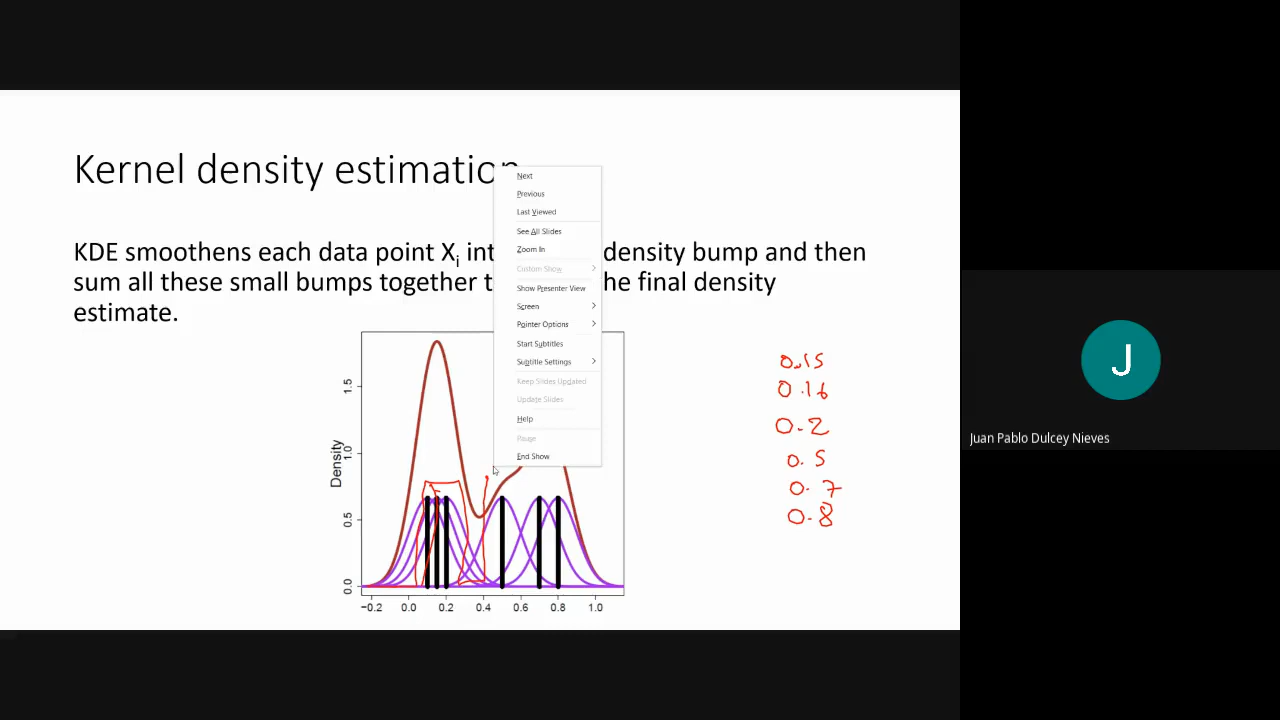 Kernel density estimation
KDE smoothens each data point Xi int density bump and then
sum all these small bumps together t he final density
estimate.
Next
Previous
Last Viewed
See All Slides
Zoom In
Custom Show
Show Presenter View
Screen
Pointer Options
Start Subtitles
Subtitle Settings
Keep Slides Updated
Update Slides
Help
Pause
End Show
Density
1.5
1.0
0.5
0.0
-0.2 0.0 0.2 0.4 0.6 0.8 1.0
0.15
0.16
0.2
0.5
0.7
0.8
J
Juan Pablo Dulcey Nieves